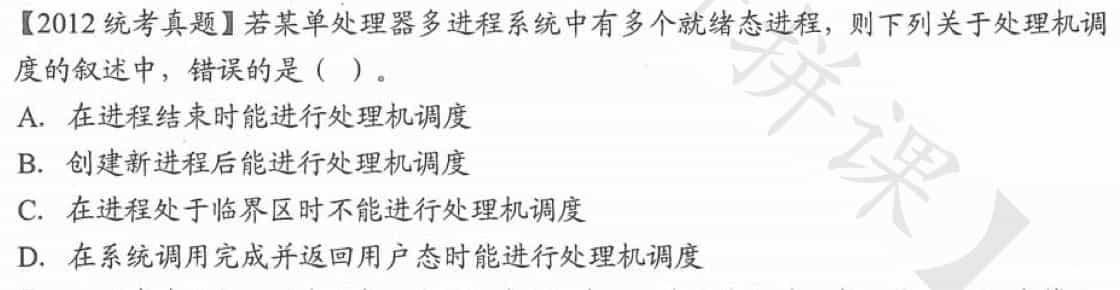 【2012 统考真题】若某单处理器多进程系统中有多个就绪态进程，则下列关于处理机调
度的叙述中，错误的是（ ）。
A. 在进程结束时能进行处理机调度
B. 创建新进程后能进行处理机调度
C. 在进程处于临界区时不能进行处理机调度
D. 在系统调用完成并返回用户态时能进行处理机调度
拼课】